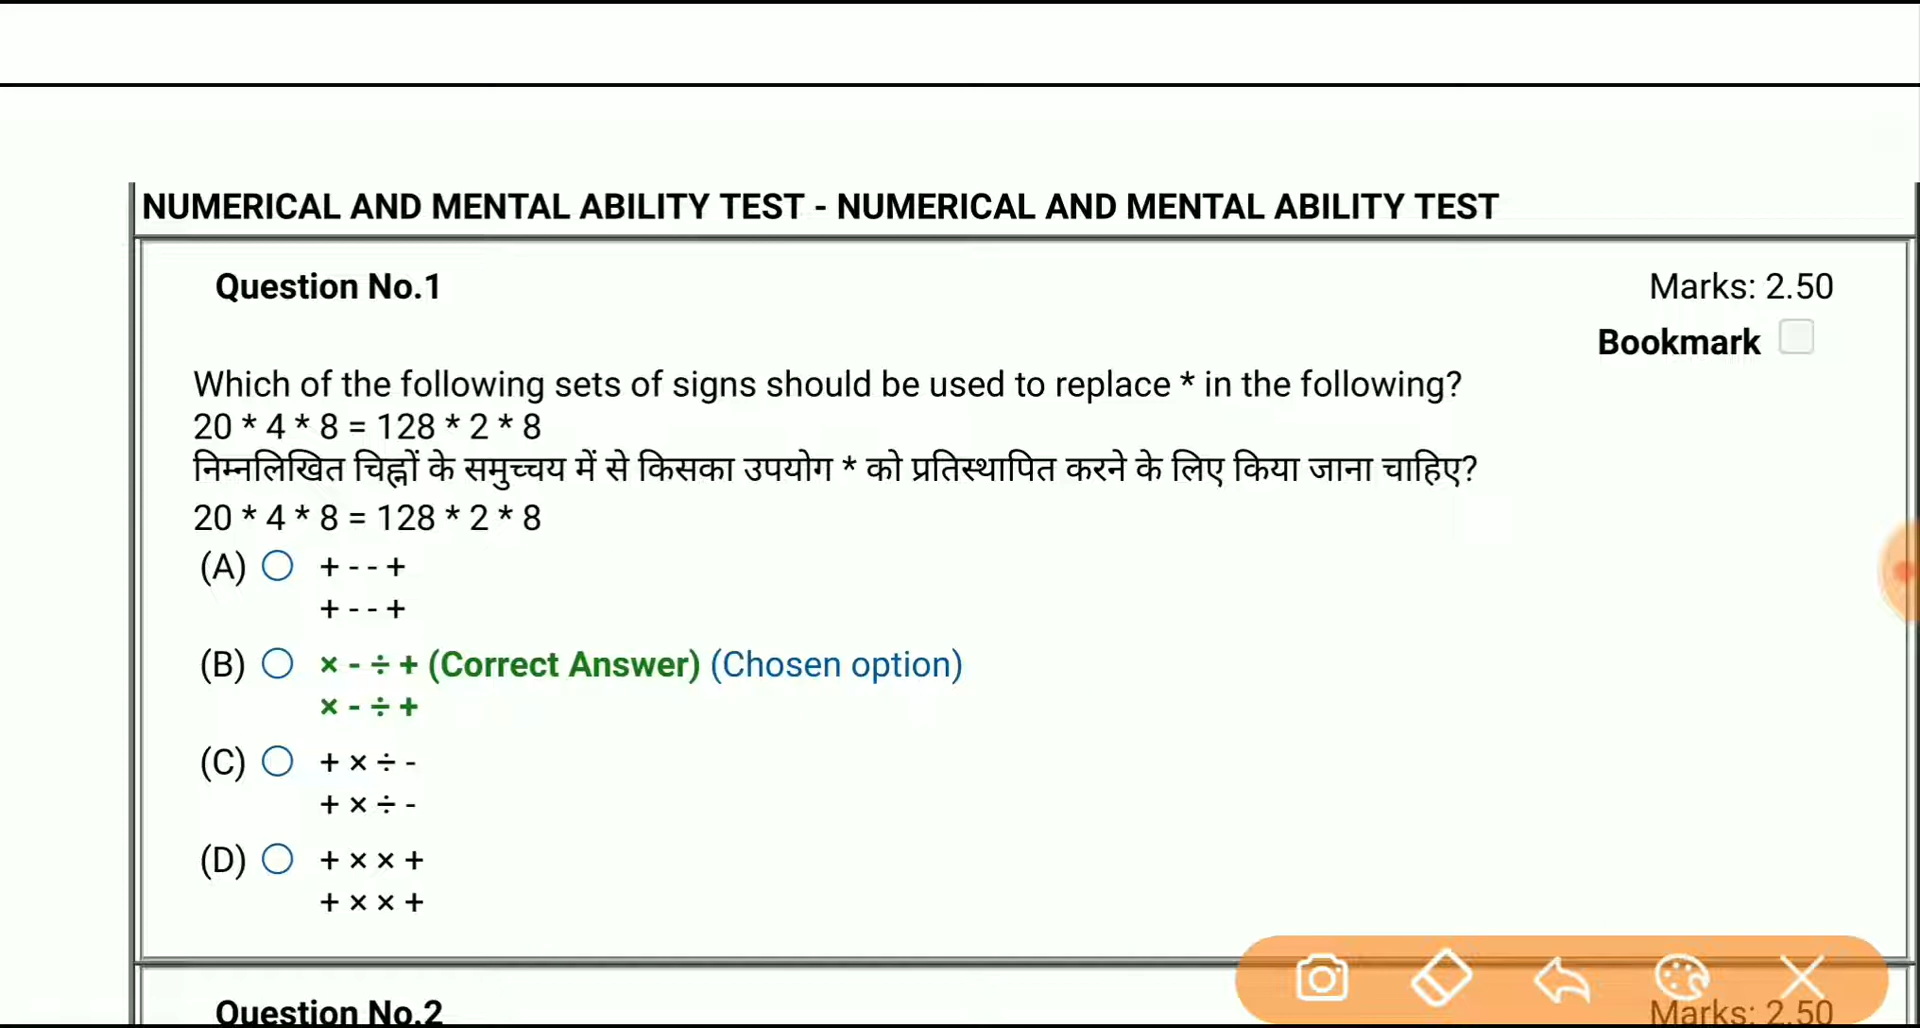 NUMERICAL AND MENTAL ABILITY TEST - NUMERICAL AND MENTAL ABILITY TEST
Question No.1
Marks: 2.50
Bookmark
Which of the following sets of signs should be used to replace * in the following?
20 * 4 * 8 = 128 * 2 * 8
निम्नलिखित चिह्नों के समुच्चय में से किसका उपयोग * को प्रतिस्थापित करने के लिए किया जाना चाहिए?
20 * 4 * 8 = 128 * 2 * 8
(A) + - - +
+ - - +
(B) × - ÷ + (Correct Answer) (Chosen option)
× - ÷ +
(C) + × ÷ -
+ × ÷ -
(D) + × × +
+ × × +
Question No.2
Marks: 2.50